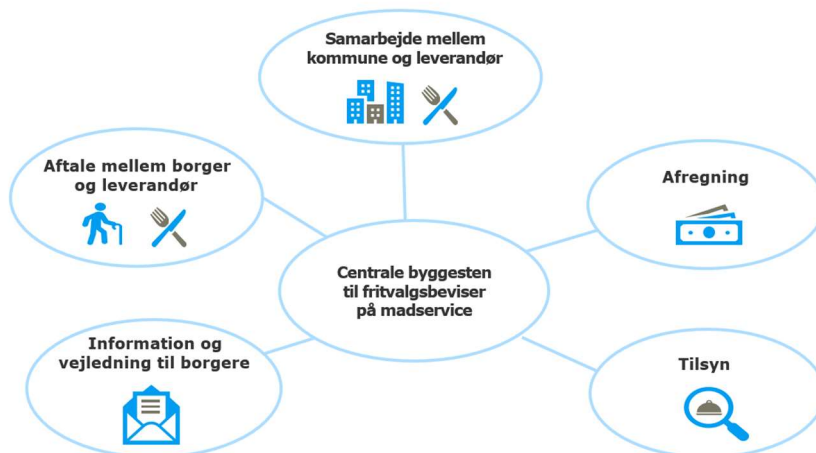 Samarbejde mellem
kommune og leverandør
Aftale mellem borger
og leverandør
Afregning
Centrale byggesten
til fritvalgsbeviser
på madservice
Information og
vejledning til borgere
Tilsyn